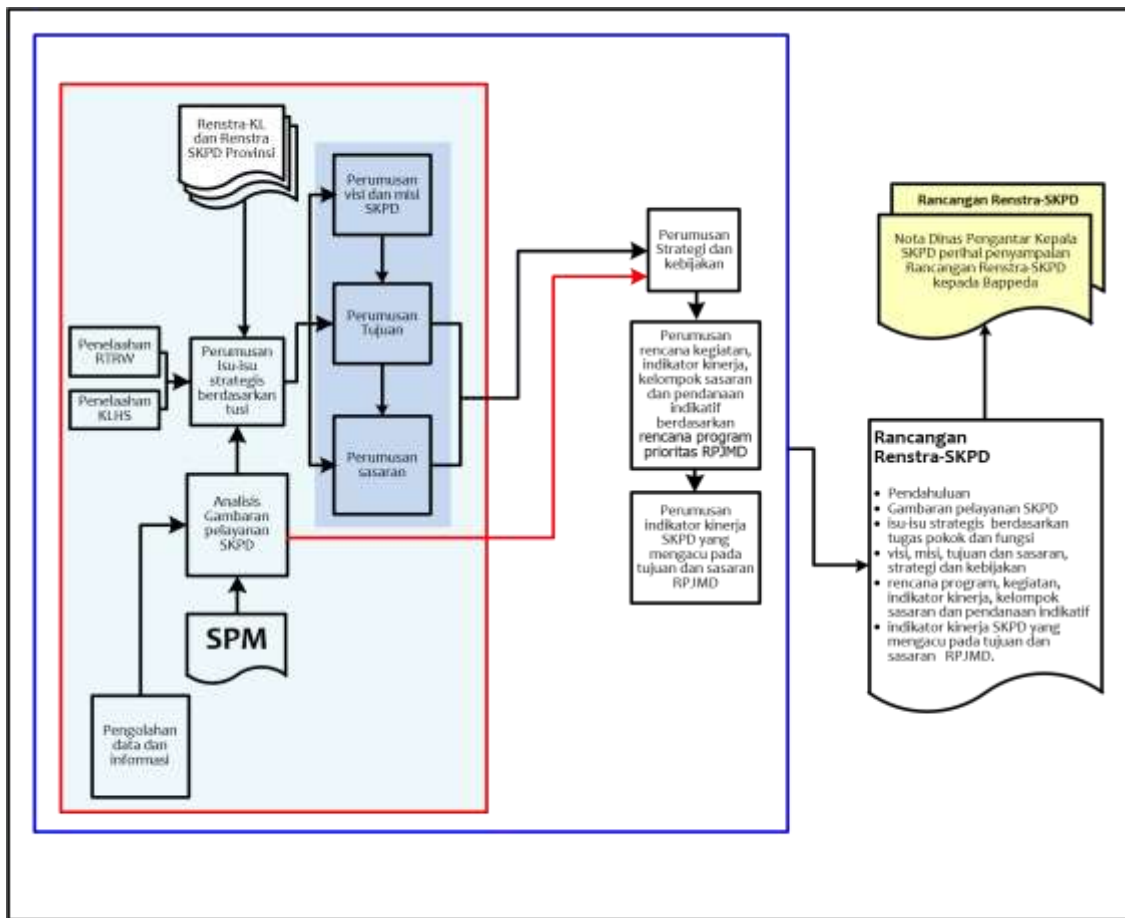 Renstra-KL
dan Renstra
SKPD Provinsi
Perumusan
visi dan misi
SKPD
Perumusan
Tujuan
Perumusan
sasaran
Penelaahan
RTRW
Penelaahan
KLHS
Perumusan
Isu-isu
strategis
berdasarkan
tusi
Analisis
Gambaran
pelayanan
SKPD
SPM
Pengolahan
data dan
informasi
Perumusan
Strategi dan
kebijakan
Perumusan
rencana kegiatan,
indikator kinerja,
kelompok sasaran
dan pendanaan
indikatif
berdasarkan
rencana program
prioritas RPJMD
Perumusan
indikator kinerja
SKPD yang
mengacu pada
tujuan dan sasaran
RPJMD
Rancangan Renstra-SKPD
Nota Dinas Pengantar Kepala
SKPD perihal penyampaian
Rancangan Renstra-SKPD
kepada Bappeda
Rancangan
Renstra-SKPD
• Pendahuluan
• Gambaran pelayanan SKPD
• isu-isu strategis berdasarkan
tugas pokok dan fungsi
• visi, misi, tujuan dan sasaran,
strategi dan kebijakan
• rencana program, kegiatan,
indikator kinerja, kelompok
sasaran dan pendanaan indikatif
• indikator kinerja SKPD yang
mengacu pada tujuan dan
sasaran RPJMD.